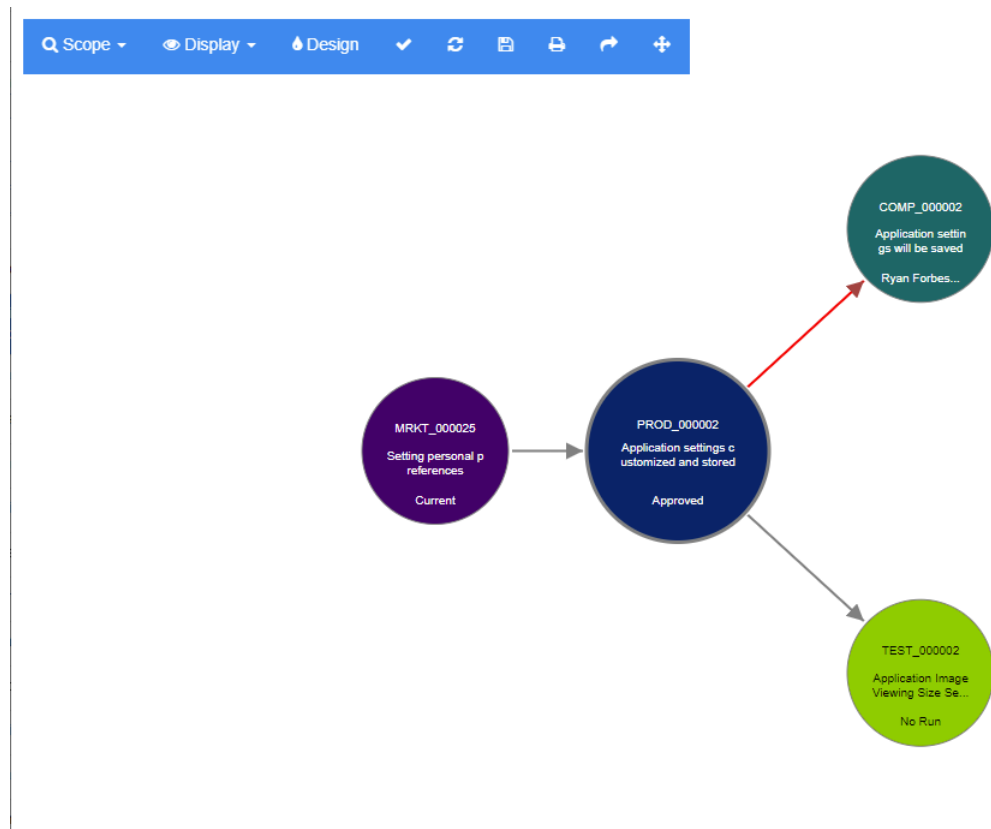 Scope
Display
Design
COMP_000002
Application settin
gs will be saved
Ryan Forbes...
MRKT_000025
Setting personal p
references
Current
PROD_000002
Application settings c
ustomized and stored
Approved
TEST_000002
Application Image
Viewing Size Se...
No Run